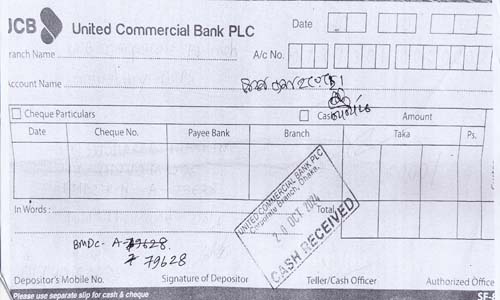 UCB United Commercial Bank PLC Date
Branch Name A/c No.
Account Name
Cheque Particulars Cash Amount
Date Cheque No. Payee Bank Branch Taka Ps.
UNITED COMMERCIAL BANK PLC
Corporate Branch, Dhaka.
20 OCT 2024
CASH RECEIVED
In Words: Total
BMDC- A-79628.
79628
Depositor's Mobile No. Signature of Depositor Teller/Cash Officer Authorized Office
Please use separate slip for cash & cheque